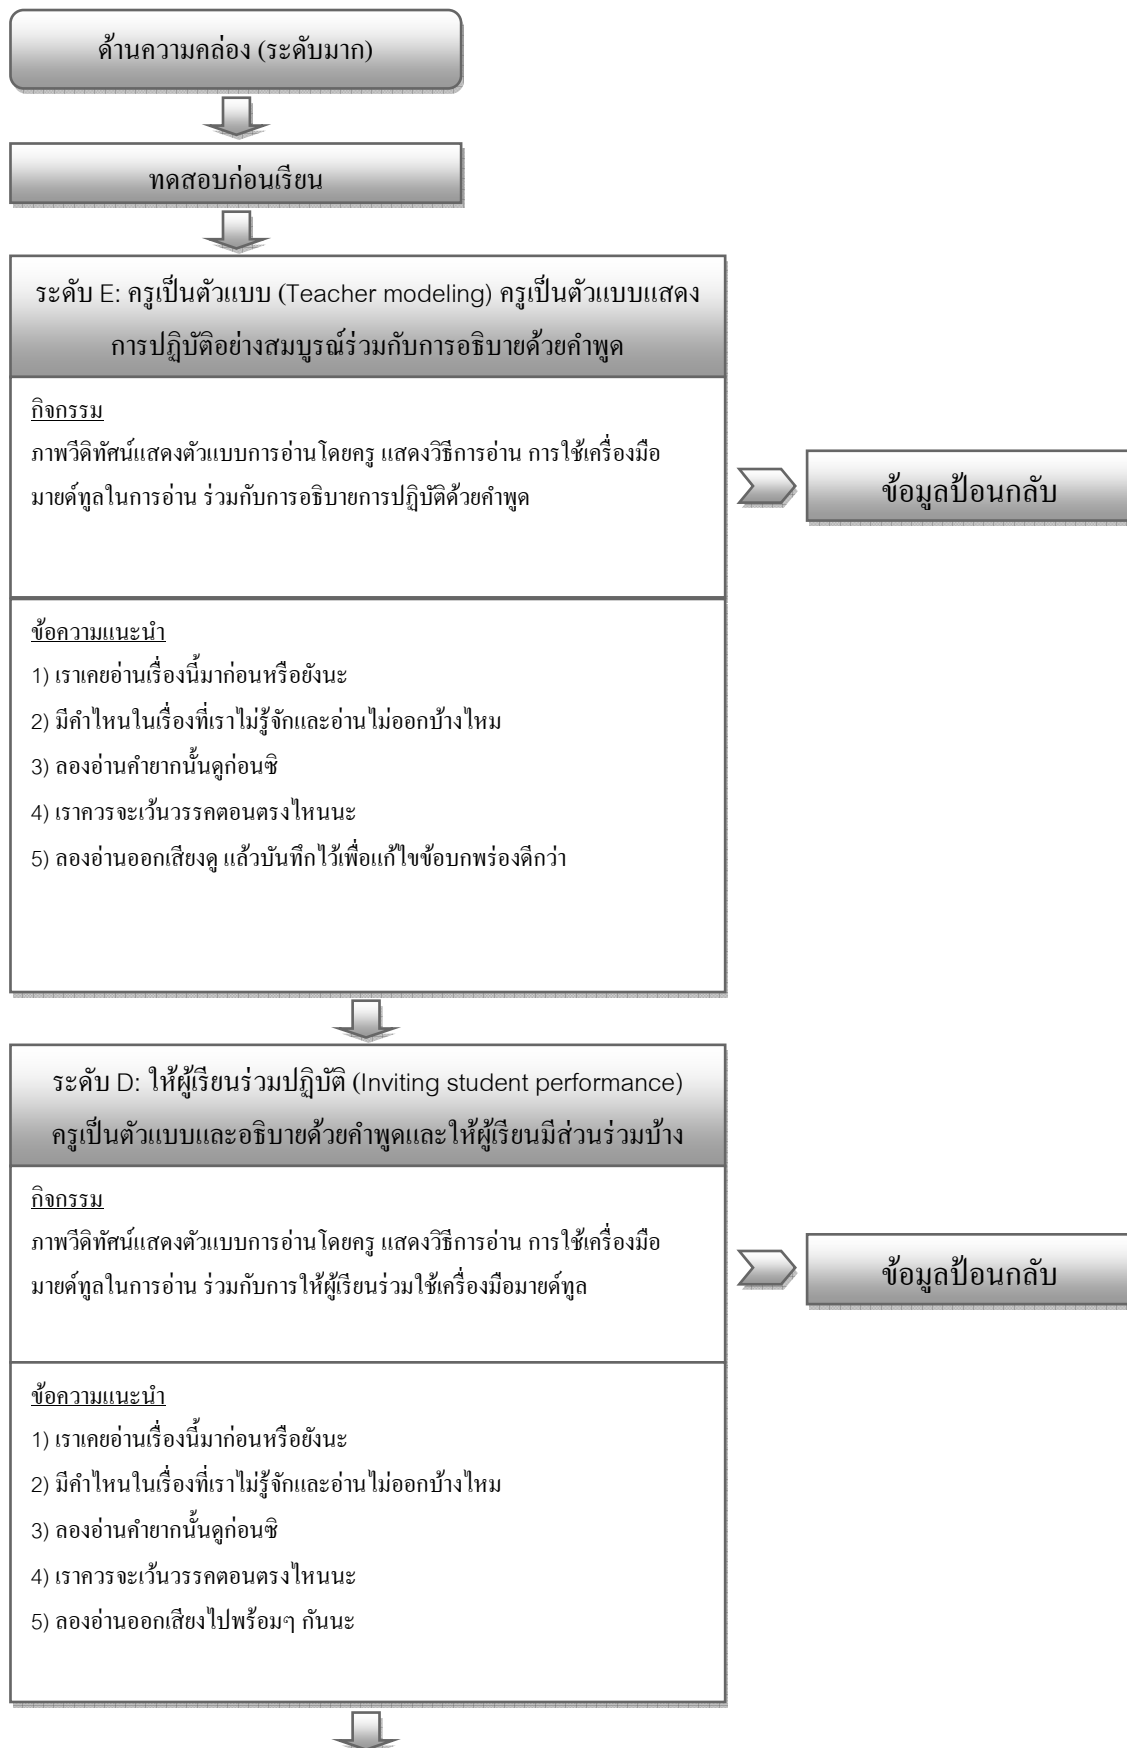 ด้านความคล่อง (ระดับมาก)
ทดสอบก่อนเรียน
ระดับ E: ครูเป็นตัวแบบ (Teacher modeling) ครูเป็นตัวแบบแสดง
การปฏิบัติอย่างสมบูรณ์ร่วมกับการอธิบายด้วยคำพูด
กิจกรรม
ภาพวีดิทัศน์แสดงตัวแบบการอ่านโดยครู แสดงวิธีการอ่าน การใช้เครื่องมือ
มายด์ทูลในการอ่าน ร่วมกับการอธิบายการปฏิบัติด้วยคำพูด
ข้อมูลป้อนกลับ
ข้อความแนะนำ
1) เราเคยอ่านเรื่องนี้มาก่อนหรือยังนะ
2) มีคำไหนในเรื่องที่เราไม่รู้จักและอ่านไม่ออกบ้างไหม
3) ลองอ่านคำยากนั้นดูก่อนซิ
4) เราควรจะเว้นวรรคตอนตรงไหนนะ
5) ลองอ่านออกเสียงดู แล้วบันทึกไว้เพื่อแก้ไขข้อบกพร่องดีกว่า
ระดับ D: ให้ผู้เรียนร่วมปฏิบัติ (Inviting student performance)
ครูเป็นตัวแบบและอธิบายด้วยคำพูดและให้ผู้เรียนมีส่วนร่วมบ้าง
กิจกรรม
ภาพวีดิทัศน์แสดงตัวแบบการอ่านโดยครู แสดงวิธีการอ่าน การใช้เครื่องมือ
มายด์ทูลในการอ่าน ร่วมกับการให้ผู้เรียนร่วมใช้เครื่องมือมายด์ทูล
ข้อมูลป้อนกลับ
ข้อความแนะนำ
1) เราเคยอ่านเรื่องนี้มาก่อนหรือยังนะ
2) มีคำไหนในเรื่องที่เราไม่รู้จักและอ่านไม่ออกบ้างไหม
3) ลองอ่านคำยากนั้นดูก่อนซิ
4) เราควรจะเว้นวรรคตอนตรงไหนนะ
5) ลองอ่านออกเสียงไปพร้อมๆ กันนะ